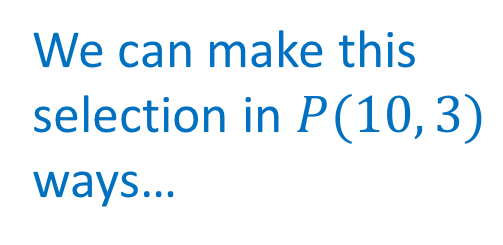 We can make this
selection in P(10, 3)
ways...